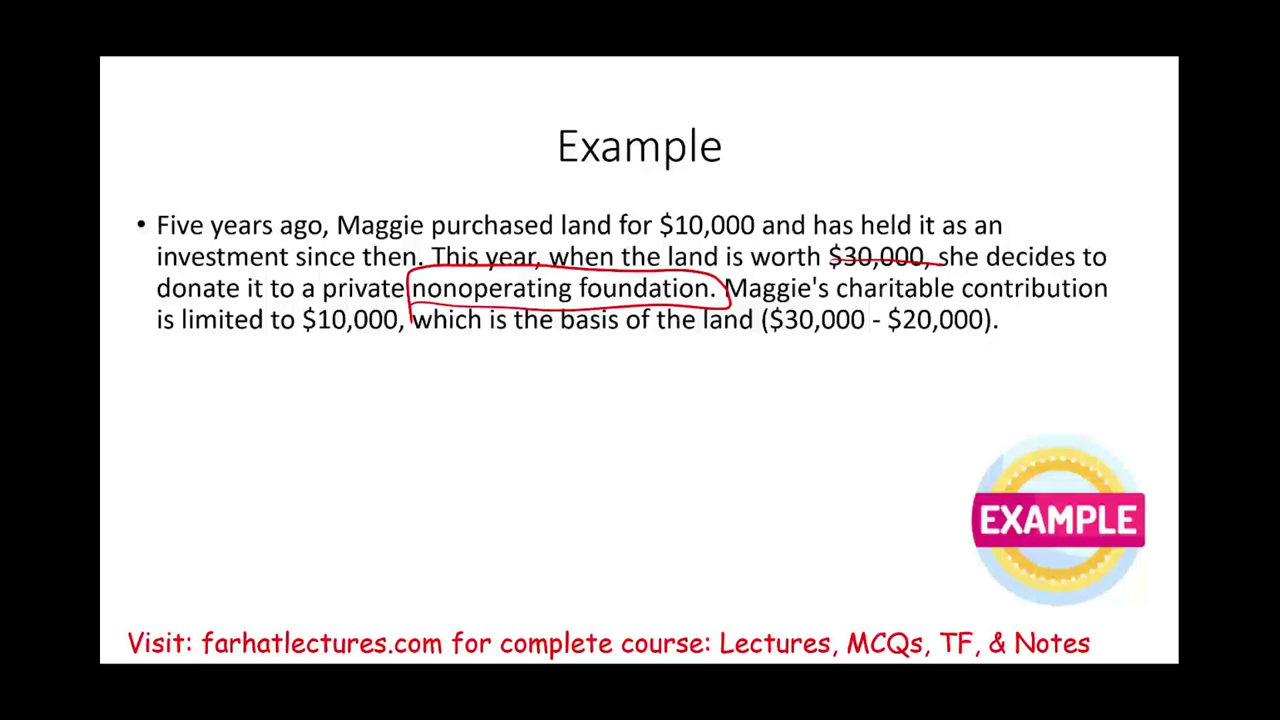 Example
• Five years ago, Maggie purchased land for $10,000 and has held it as an
investment since then. This year, when the land is worth $30,000, she decides to
donate it to a private nonoperating foundation. Maggie's charitable contribution
is limited to $10,000, which is the basis of the land ($30,000 - $20,000).
EXAMPLE
Visit: farhatlectures.com for complete course: Lectures, MCQs, TF, & Notes